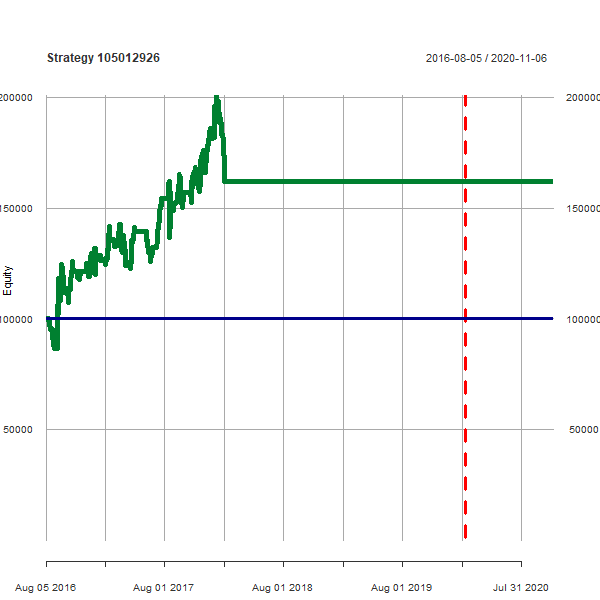 Strategy 105012926
2016-08-05 / 2020-11-06
200000
200000
150000
150000
Equity
100000
100000
50000
50000
Aug 05 2016
Aug 01 2017
Aug 01 2018
Aug 01 2019
Jul 31 2020